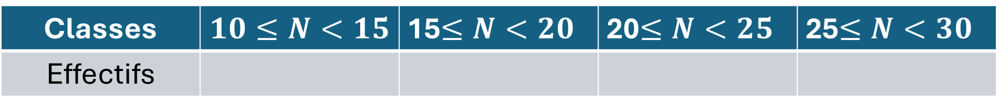 Classes 10 ≤ N < 15 15≤ N < 20 20≤ N < 25 25≤ N < 30
Effectifs